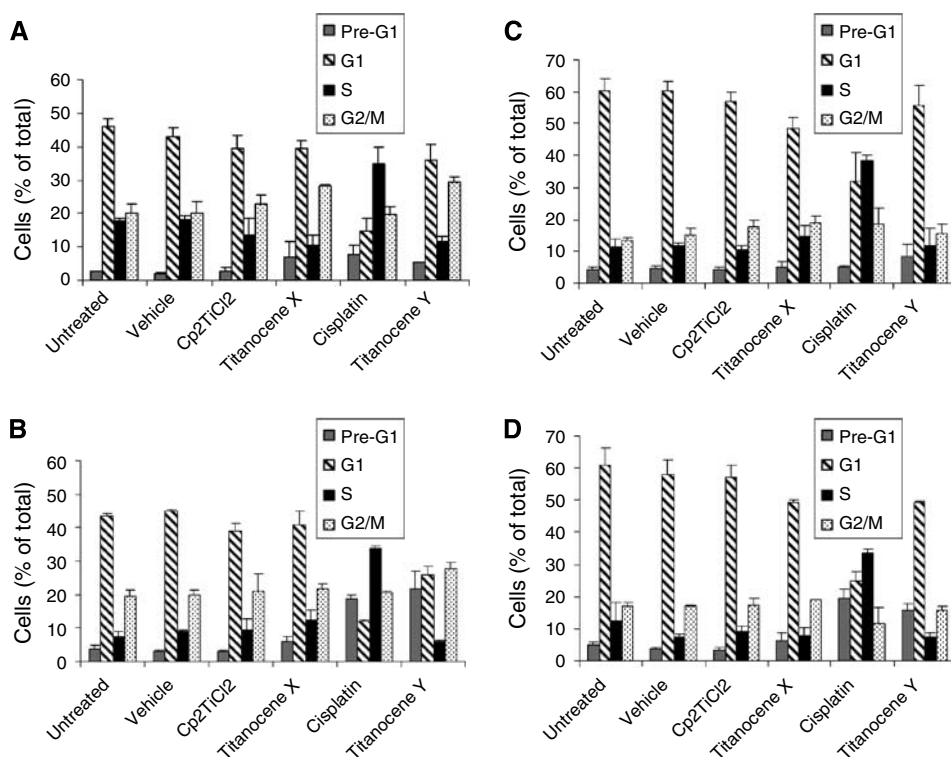 A
Pre-G1
G1
S
G2/M
Cells (% of total)
60
50
40
30
20
10
0
Untreated
Vehicle
Cp2TiCl2
Titanocene X
Cisplatin
Titanocene Y
C
Pre-G1
G1
S
G2/M
Cells (% of total)
70
60
50
40
30
20
10
0
Untreated
Vehicle
Cp2TiCl2
Titanocene X
Cisplatin
Titanocene Y
B
Pre-G1
G1
S
G2/M
Cells (% of total)
60
50
40
30
20
10
0
Untreated
Vehicle
Cp2TiCl2
Titanocene X
Cisplatin
Titanocene Y
D
Pre-G1
G1
S
G2/M
Cells (% of total)
70
60
50
40
30
20
10
0
Untreated
Vehicle
Cp2TiCl2
Titanocene X
Cisplatin
Titanocene Y